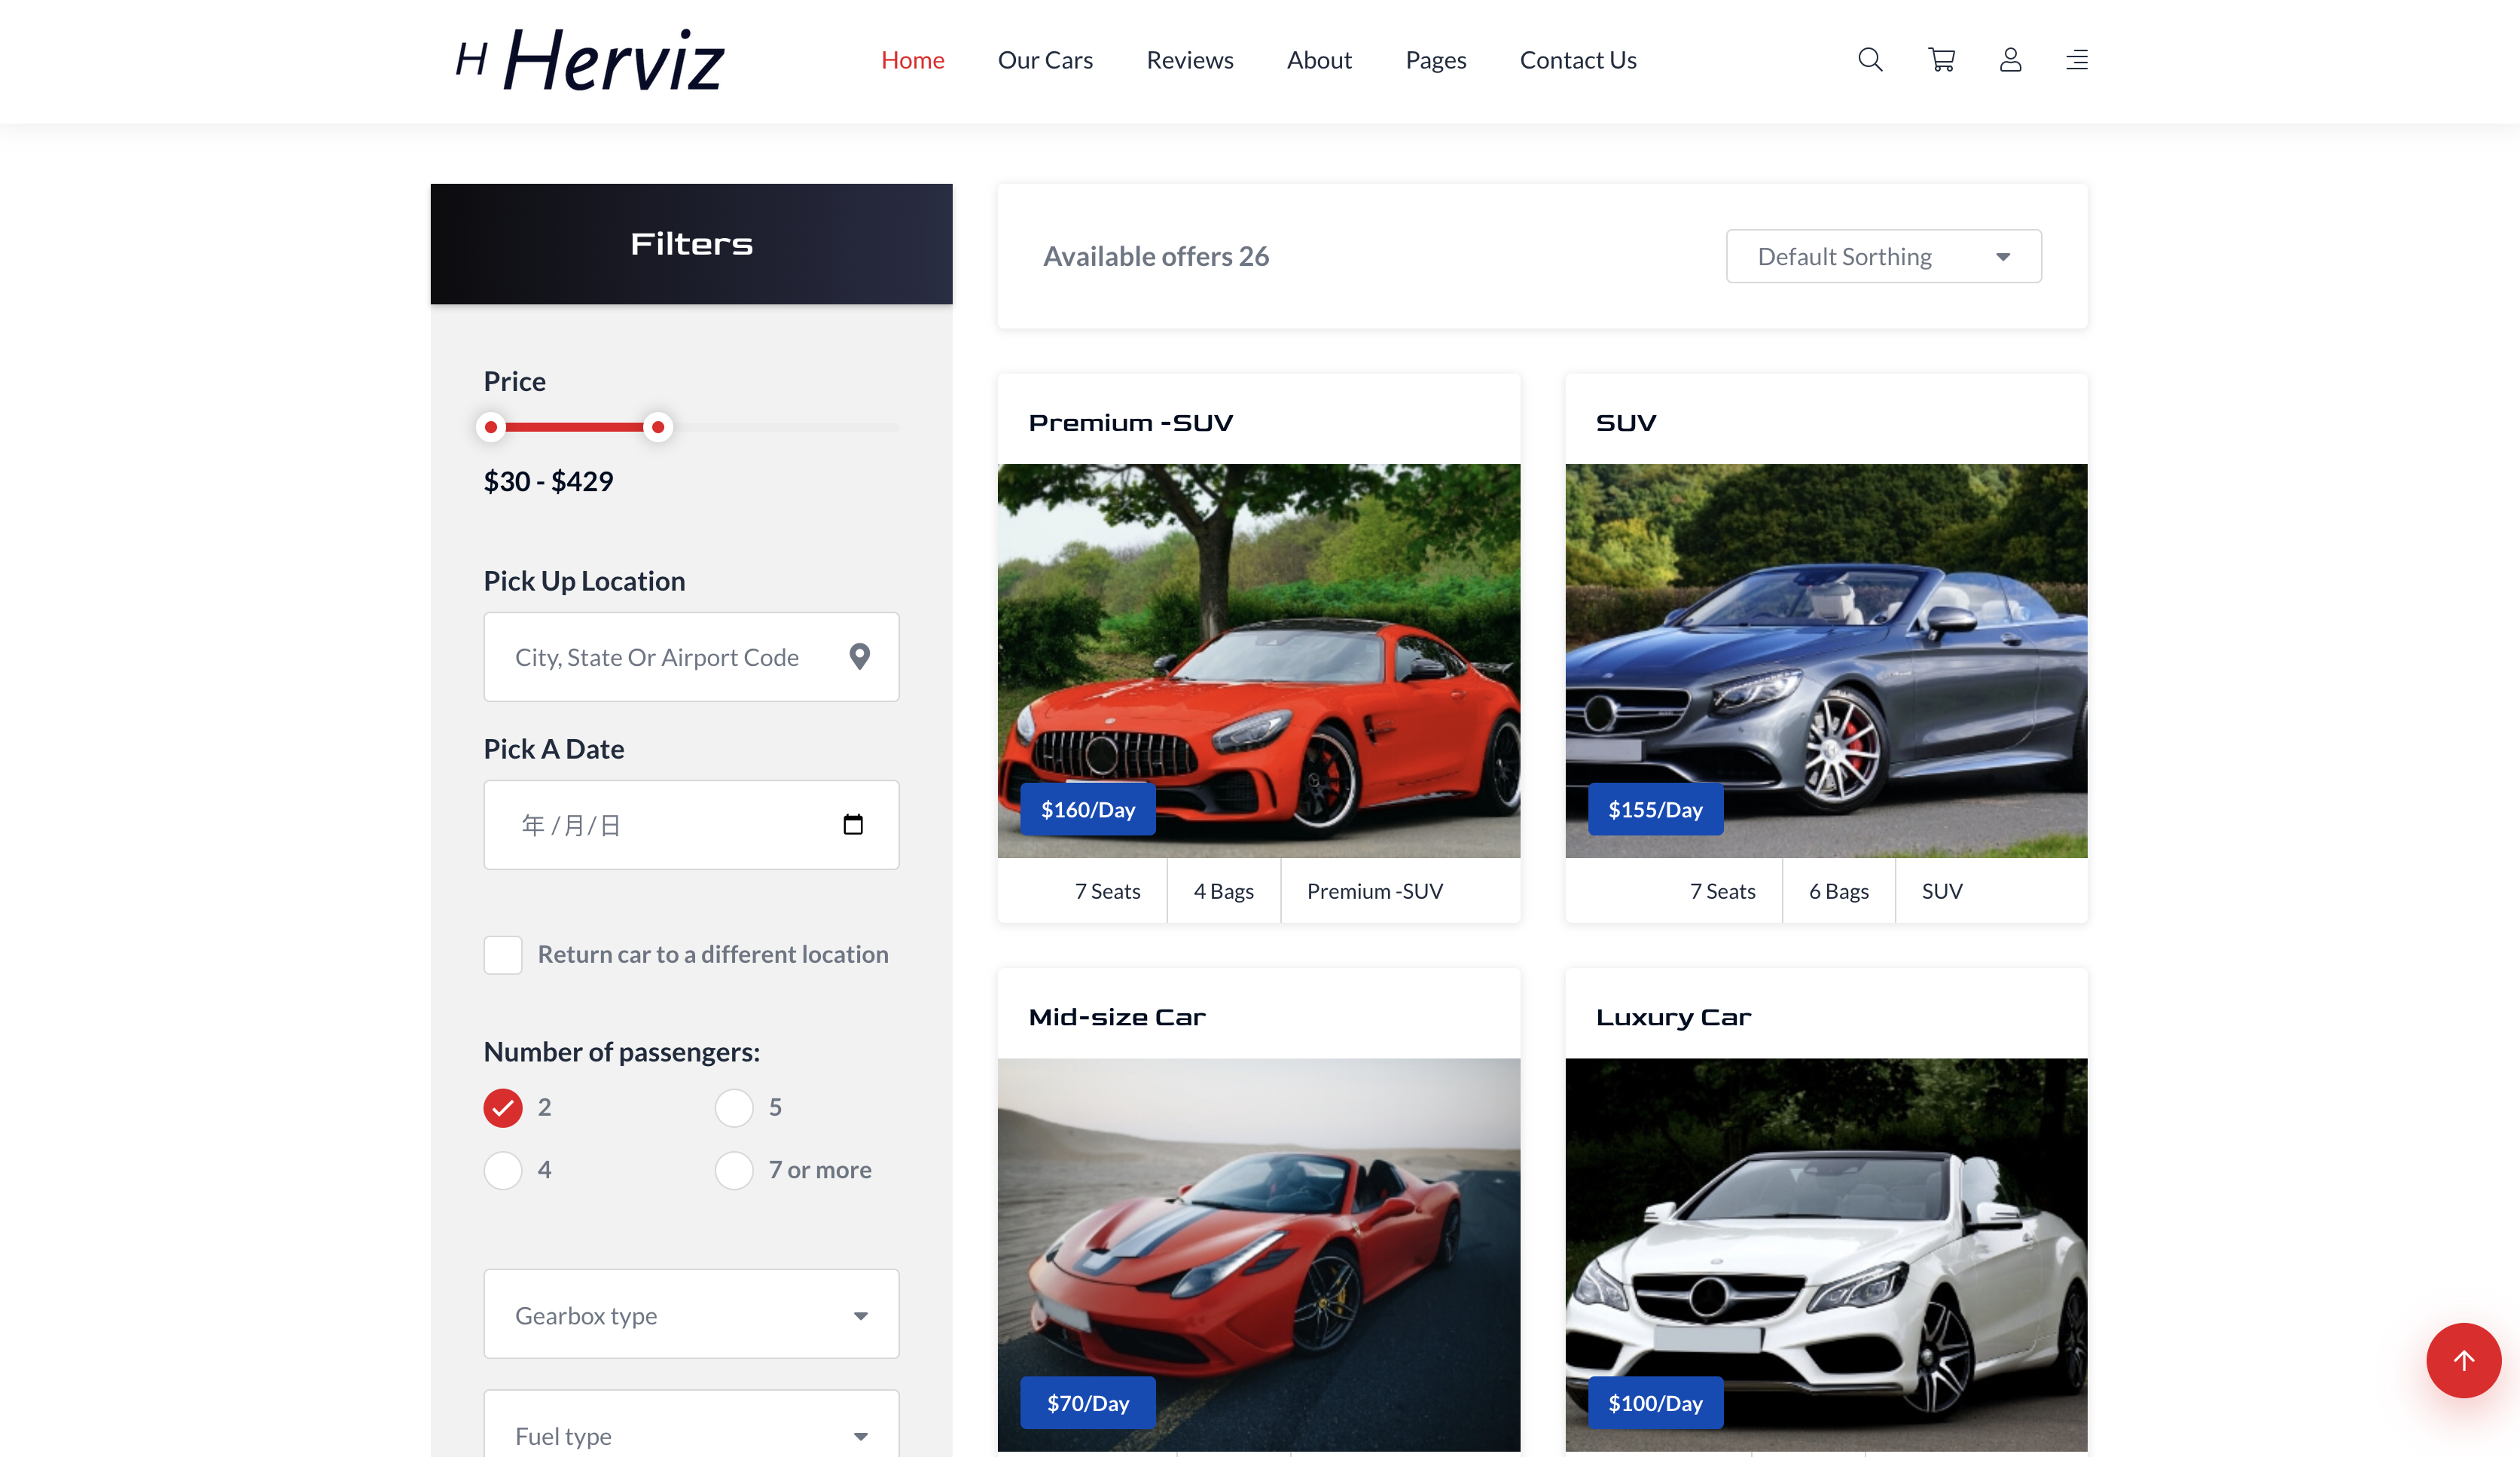 H Herviz
Home Our Cars Reviews About Pages Contact Us
Filters
Price
$30 - $429
Pick Up Location
City, State Or Airport Code
Pick A Date
年 /月/日
Return car to a different location
Number of passengers:
2 5
4 7 or more
Gearbox type
Fuel type
Available offers 26
Default Sorthing
Premium -SUV
$160/Day
7 Seats 4 Bags Premium -SUV
SUV
$155/Day
7 Seats 6 Bags SUV
Mid-size Car
$70/Day
Luxury Car
$100/Day